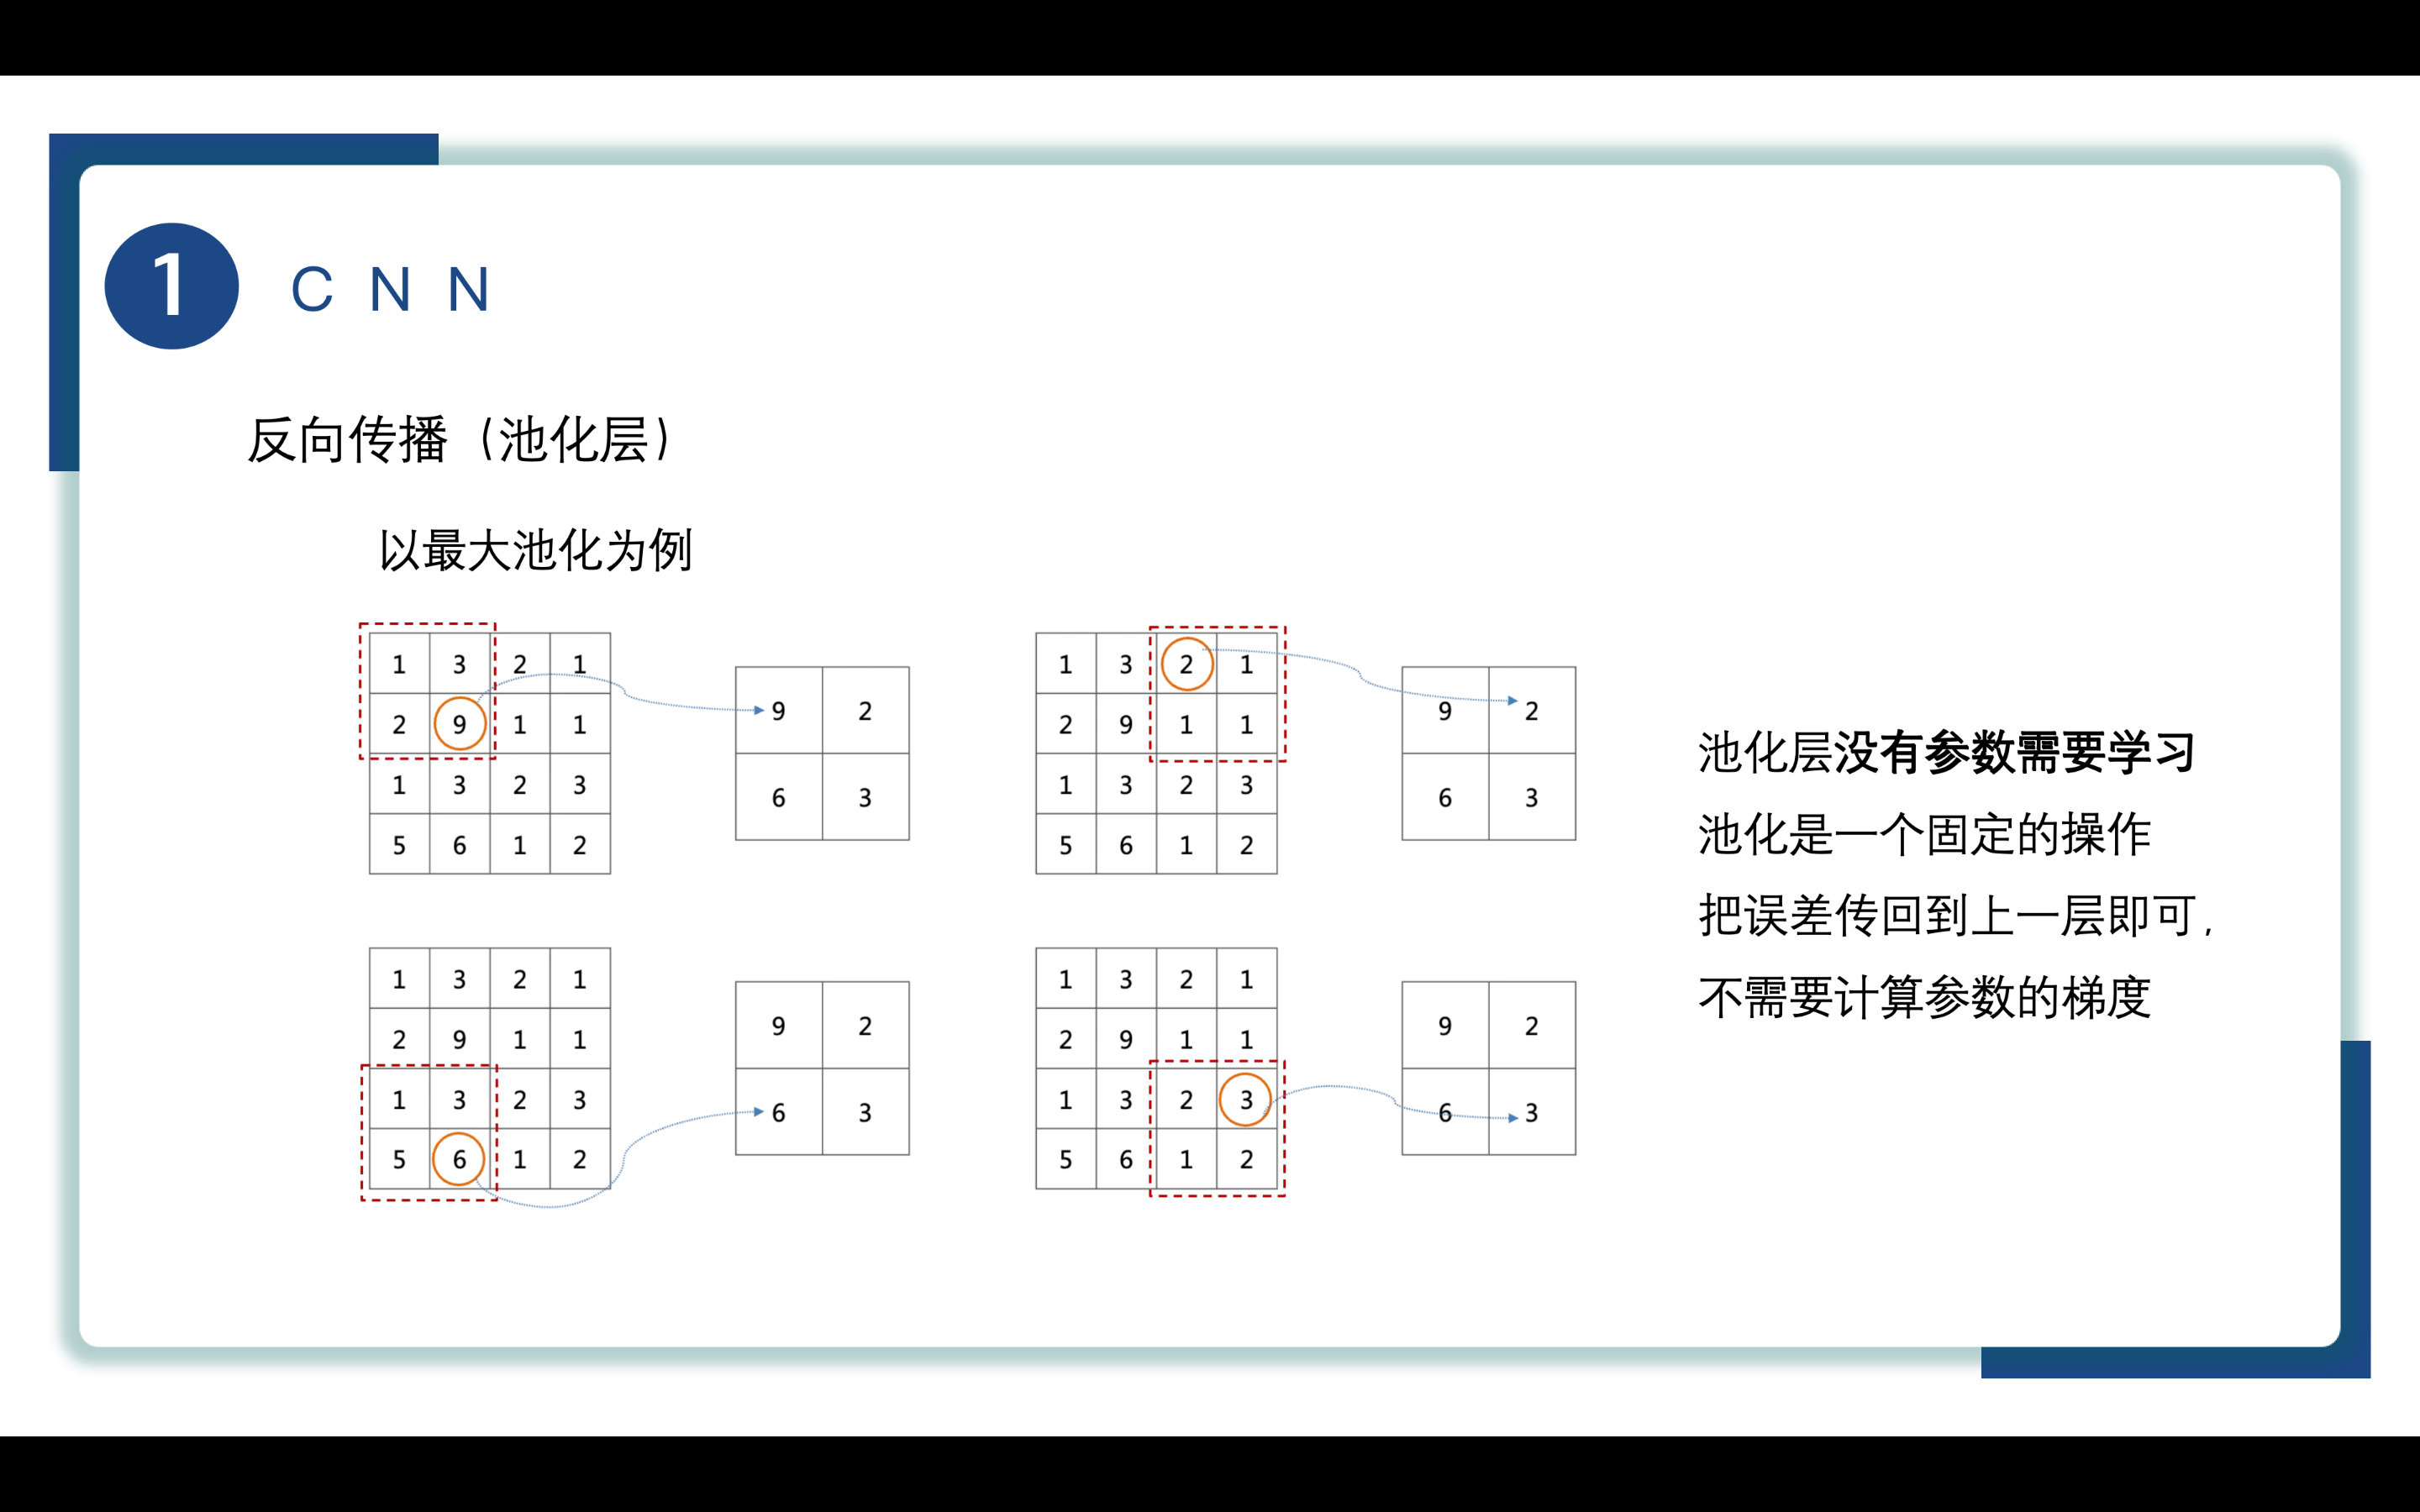 1 CNN
反向传播（池化层）
以最大池化为例
1 3 2 1
2 9 1 1
1 3 2 3
5 6 1 2
9 2
6 3
1 3 2 1
2 9 1 1
1 3 2 3
5 6 1 2
9 2
6 3
1 3 2 1
2 9 1 1
1 3 2 3
5 6 1 2
9 2
6 3
1 3 2 1
2 9 1 1
1 3 2 3
5 6 1 2
9 2
6 3
池化层没有参数需要学习
池化是一个固定的操作
把误差传回到上一层即可，
不需要计算参数的梯度